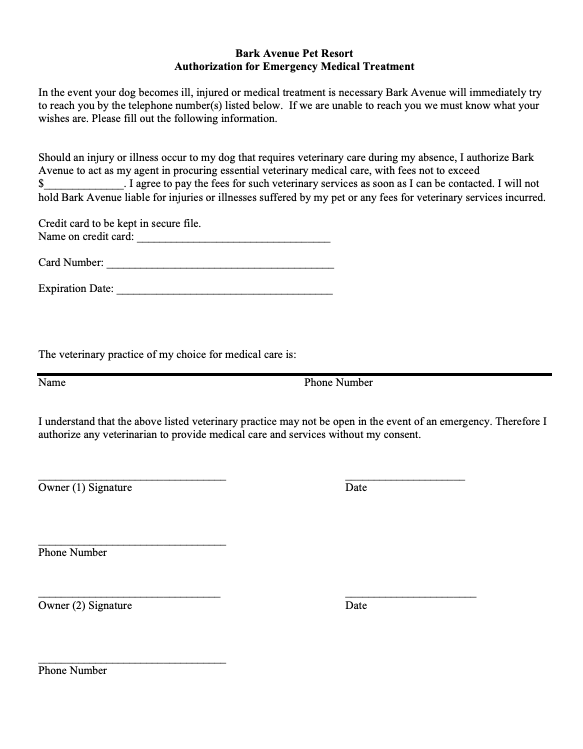 Bark Avenue Pet Resort
Authorization for Emergency Medical Treatment
In the event your dog becomes ill, injured or medical treatment is necessary Bark Avenue will immediately try
to reach you by the telephone number(s) listed below.  If we are unable to reach you we must know what your
wishes are. Please fill out the following information.
Should an injury or illness occur to my dog that requires veterinary care during my absence, I authorize Bark
Avenue to act as my agent in procuring essential veterinary medical care, with fees not to exceed
$______________. I agree to pay the fees for such veterinary services as soon as I can be contacted. I will not
hold Bark Avenue liable for injuries or illnesses suffered by my pet or any fees for veterinary services incurred.
Credit card to be kept in secure file.
Name on credit card: __________________________________
Card Number: ________________________________________
Expiration Date: ______________________________________
The veterinary practice of my choice for medical care is:
Name Phone Number
I understand that the above listed veterinary practice may not be open in the event of an emergency. Therefore I
authorize any veterinarian to provide medical care and services without my consent.
_________________________________ _____________________
Owner (1) Signature Date
_________________________________
Phone Number
________________________________ _______________________
Owner (2) Signature Date
_________________________________
Phone Number